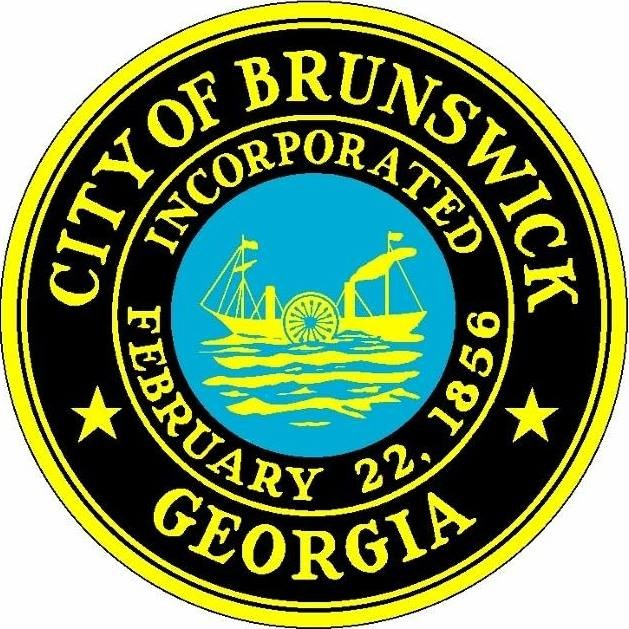 CITY OF BRUNSWICK
INCORPORATED
FEBRUARY 22, 1856
GEORGIA